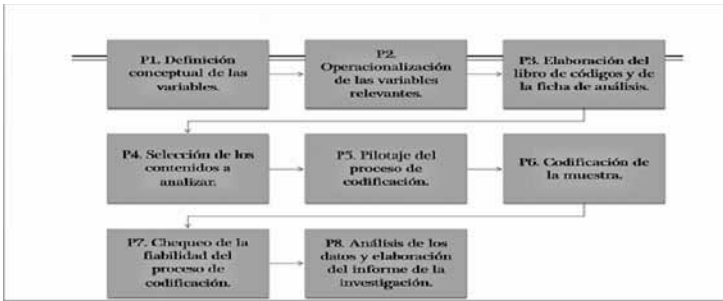 P1. Definición
conceptual de las
variables.
P2.
Operacionalización
de las variables
relevantes.
P3. Elaboración del
libro de códigos y de
la ficha de análisis.
P4. Selección de los
contenidos a
analizar.
P5. Pilotaje del
proceso de
codificación.
P6. Codificación de
la muestra.
P7. Chequeo de la
fiabilidad del
proceso de
codificación.
P8. Análisis de los
datos y elaboración
del informe de la
investigación.